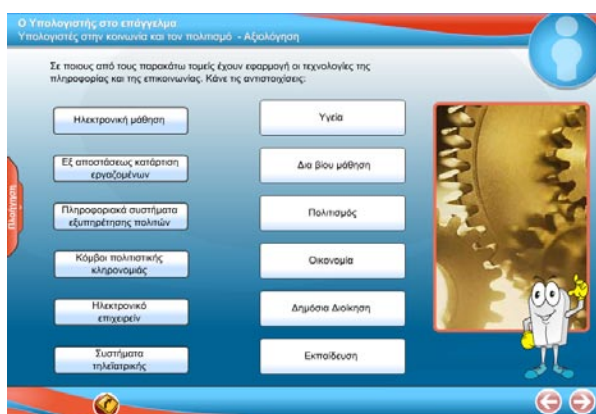 Ο Υπολογιστής στο επάγγελμα
Υπολογιστές στην κοινωνία και τον πολιτισμό - Αξιολόγηση
Σε ποιους από τους παρακάτω τομείς έχουν εφαρμογή οι τεχνολογίες της
πληροφορίας και της επικοινωνίας. Κάνε τις αντιστοιχίσεις:
Ηλεκτρονική μάθηση
Υγεία
Εξ αποστάσεως κατάρτιση
εργαζομένων
Δια βίου μάθηση
Πληροφοριακά συστήματα
εξυπηρέτησης πολιτών
Πολιτισμός
Κόμβοι πολιτιστικής
κληρονομιάς
Οικονομία
Ηλεκτρονικό
επιχειρείν
Δημόσια Διοίκηση
Συστήματα
τηλεϊατρικής
Εκπαίδευση
Πλοήγηση